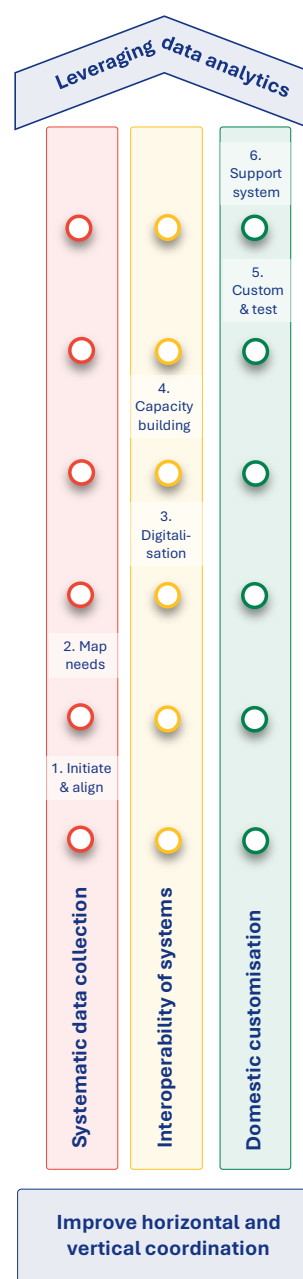 Leveraging data analytics
6.
Support
system
5.
Custom
& test
4.
Capacity
building
3.
Digitali-
sation
2. Map
needs
1. Initiate
& align
Systematic data collection
Interoperability of systems
Domestic customisation
Improve horizontal and
vertical coordination